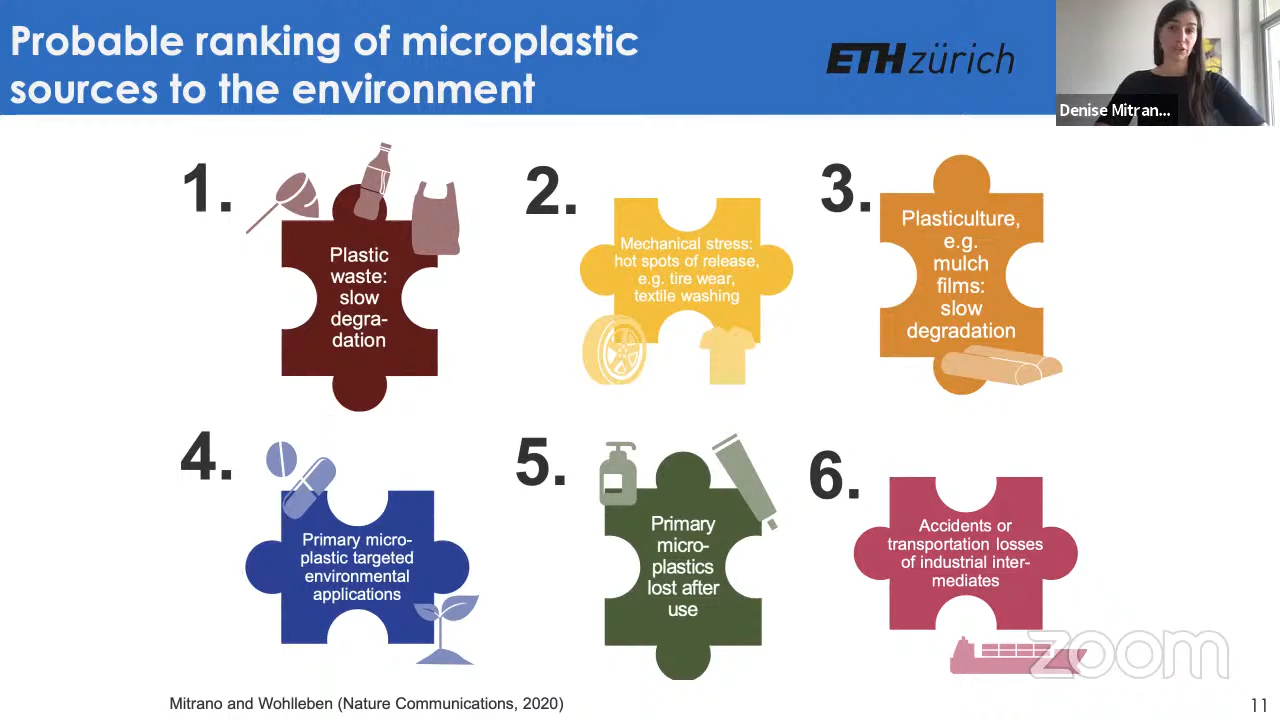 Probable ranking of microplastic
sources to the environment
ETH zürich
Denise Mitran...
1.
Plastic
waste:
slow
degra-
dation
2.
Mechanical stress:
hot spots of release,
e.g. tire wear,
textile washing
3.
Plasticulture,
e.g.
mulch
films:
slow
degradation
4.
Primary micro-
plastic targeted
environmental
applications
5.
Primary
micro-
plastics
lost after
use
6.
Accidents or
transportation losses
of industrial inter-
mediates
zoom
Mitrano and Wohlleben (Nature Communications, 2020)
11